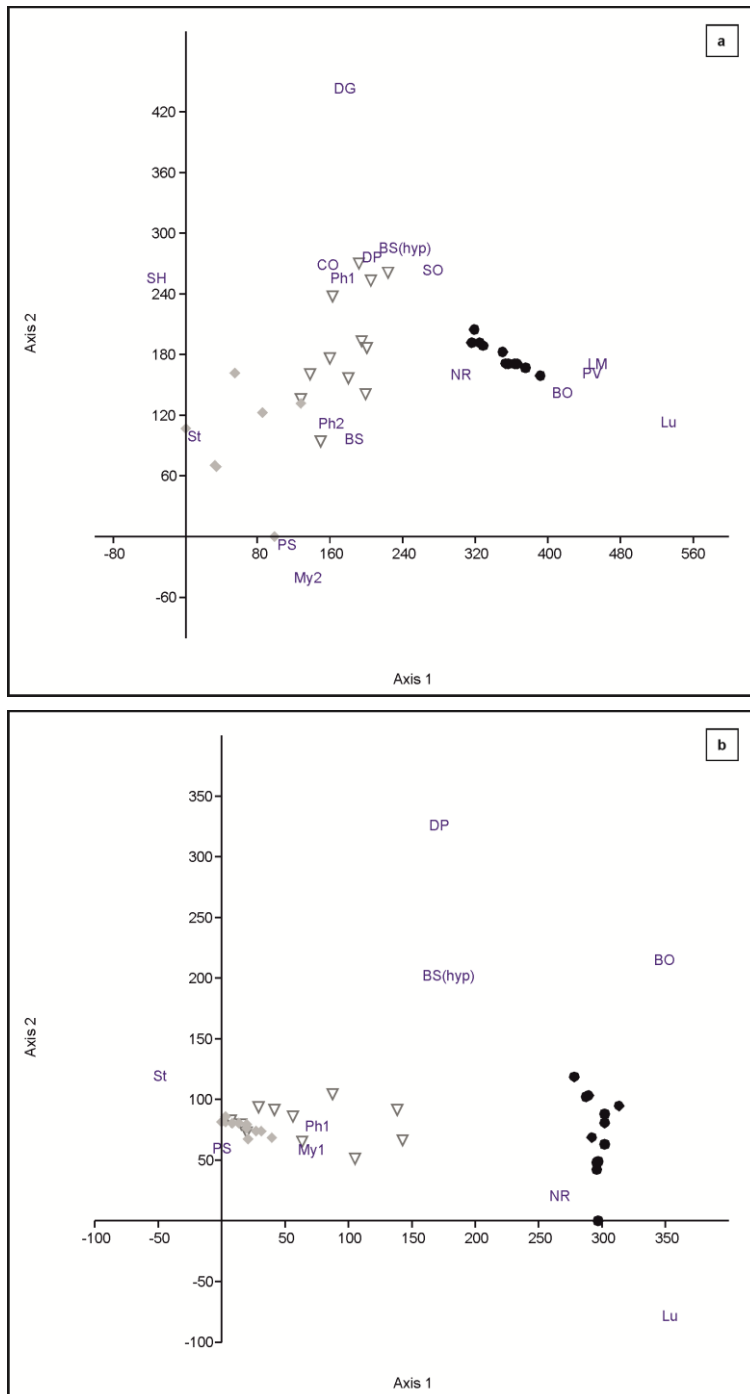 a
DG
420
360
300
BS(hyp)
DP
CO
SO
SH
Ph1
240
Axis 2
180
LM
NR
PV
BO
120
Ph2
Lu
St
BS
60
PS
-80
80
160
240
320
400
480
560
My2
-60
Axis 1
b
350
DP
300
250
BO
200
BS(hyp)
150
St
100
Ph1
PS
My1
50
NR
-100
-50
50
100
150
200
250
300
350
-50
Lu
-100
Axis 2
Axis 1